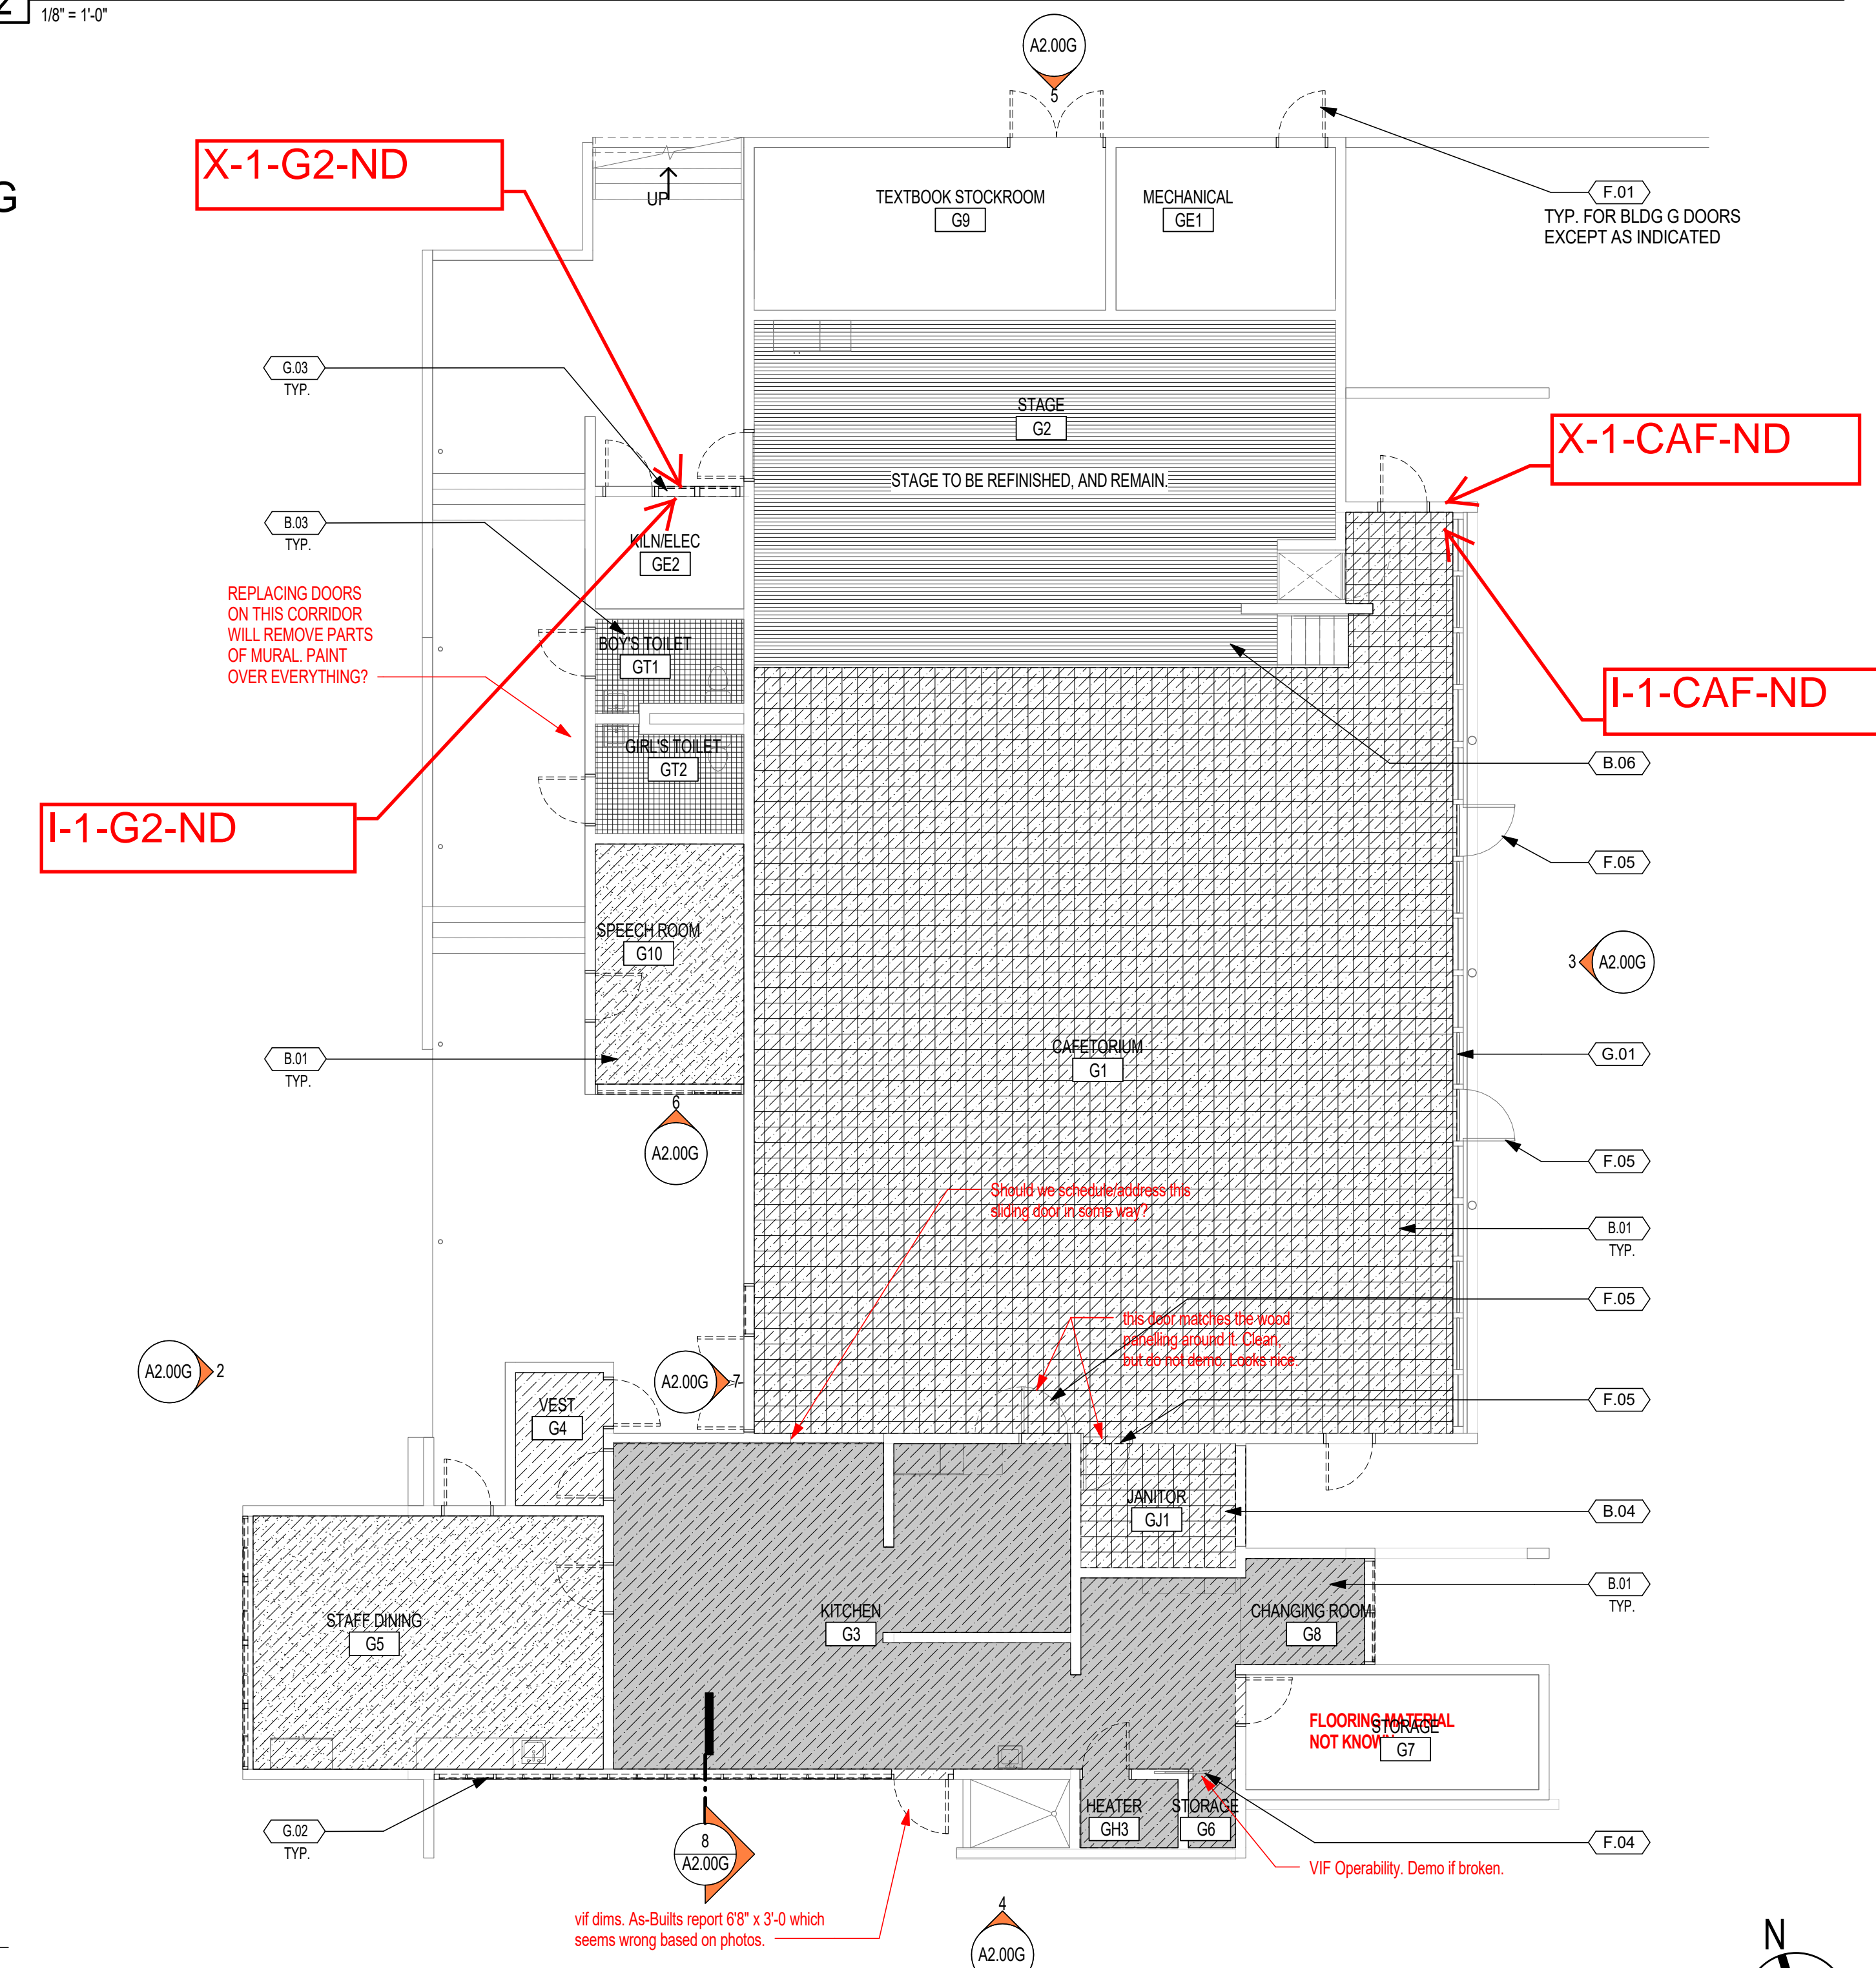 1/8" = 1'-0"
A2.00G
5
X-1-G2-ND
G
UP
TEXTBOOK STOCKROOM
G9
MECHANICAL
GE1
F.01
TYP. FOR BLDG G DOORS
EXCEPT AS INDICATED
G.03
TYP.
STAGE
G2
X-1-CAF-ND
STAGE TO BE REFINISHED, AND REMAIN.
B.03
TYP.
KILN/ELEC
GE2
REPLACING DOORS
ON THIS CORRIDOR
WILL REMOVE PARTS
OF MURAL. PAINT
OVER EVERYTHING?
BOY'S TOILET
GT1
I-1-CAF-ND
GIRL'S TOILET
GT2
B.06
I-1-G2-ND
F.05
SPEECH ROOM
G10
3
A2.00G
B.01
TYP.
CAFETORIUM
G1
G.01
6
A2.00G
F.05
Should we schedule/address this
sliding door in some way?
B.01
TYP.
F.05
this door matches the wood
panelling around it. Clean,
but do not demo. Looks nice.
A2.00G
2
A2.00G
7
F.05
VEST
G4
JANITOR
GJ1
B.04
B.01
TYP.
STAFF DINING
G5
KITCHEN
G3
CHANGING ROOM
G8
FLOORING MATERIAL
NOT KNOWN
STORAGE
G7
HEATER
GH3
STORAGE
G6
G.02
TYP.
8
A2.00G
F.04
VIF Operability. Demo if broken.
vif dims. As-Builts report 6'8" x 3'-0 which
seems wrong based on photos.
4
A2.00G
N